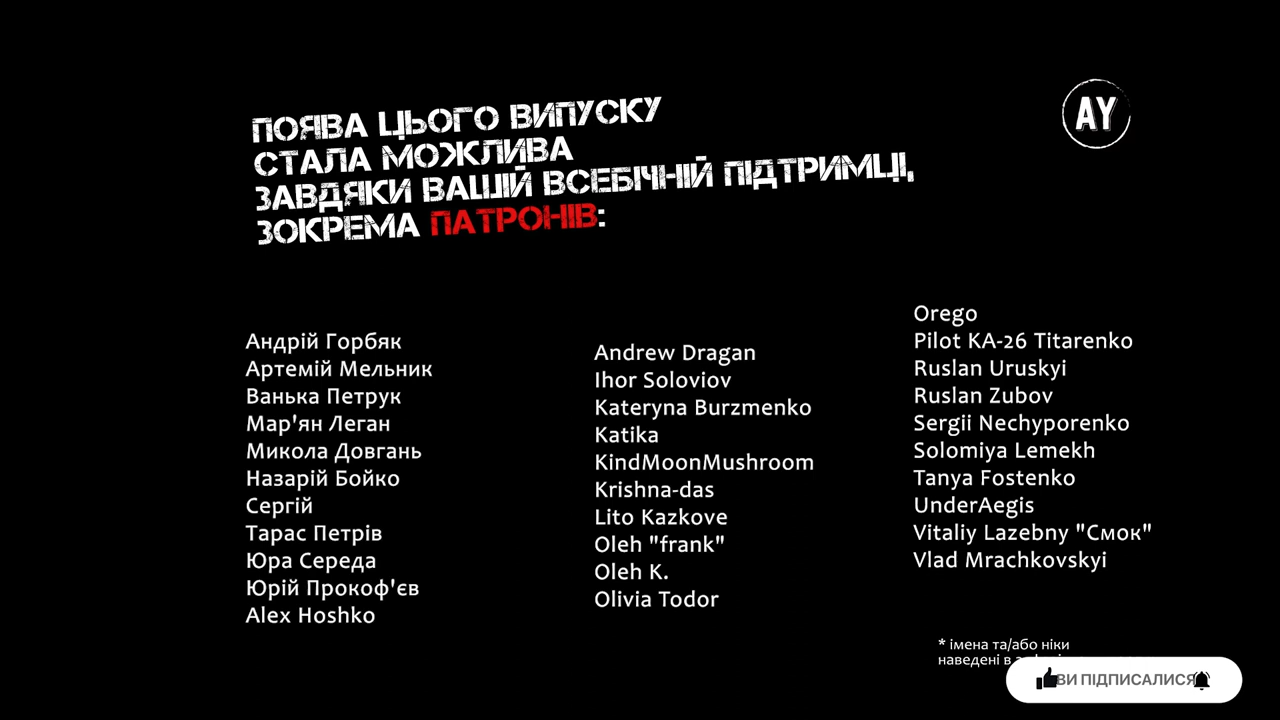 ПОЯВА ЦЬОГО ВИПУСКУ
СТАЛА МОЖЛИВА
ЗАВДЯКИ ВАШІЙ ВСЕБІЧНІЙ ПІДТРИМЦІ,
ЗОКРЕМА ПАТРОНІВ:
AY
Андрій Горбяк
Артемій Мельник
Ванька Петрук
Мар'ян Леган
Микола Довгань
Назарій Бойко
Сергій
Тарас Петрів
Юра Середа
Юрій Прокоф'єв
Alex Hoshko
Andrew Dragan
Ihor Soloviov
Kateryna Burzmenko
Katika
KindMoonMushroom
Krishna-das
Lito Kazkove
Oleh "frank"
Oleh K.
Olivia Todor
Orego
Pilot KA-26 Titarenko
Ruslan Uruskyi
Ruslan Zubov
Sergii Nechyporenko
Solomiya Lemekh
Tanya Fostenko
UnderAegis
Vitaliy Lazebny "Смок"
Vlad Mrachkovskyi
* імена та/або ніки
наведені в
ВИ ПІДПИСАЛИСЯ